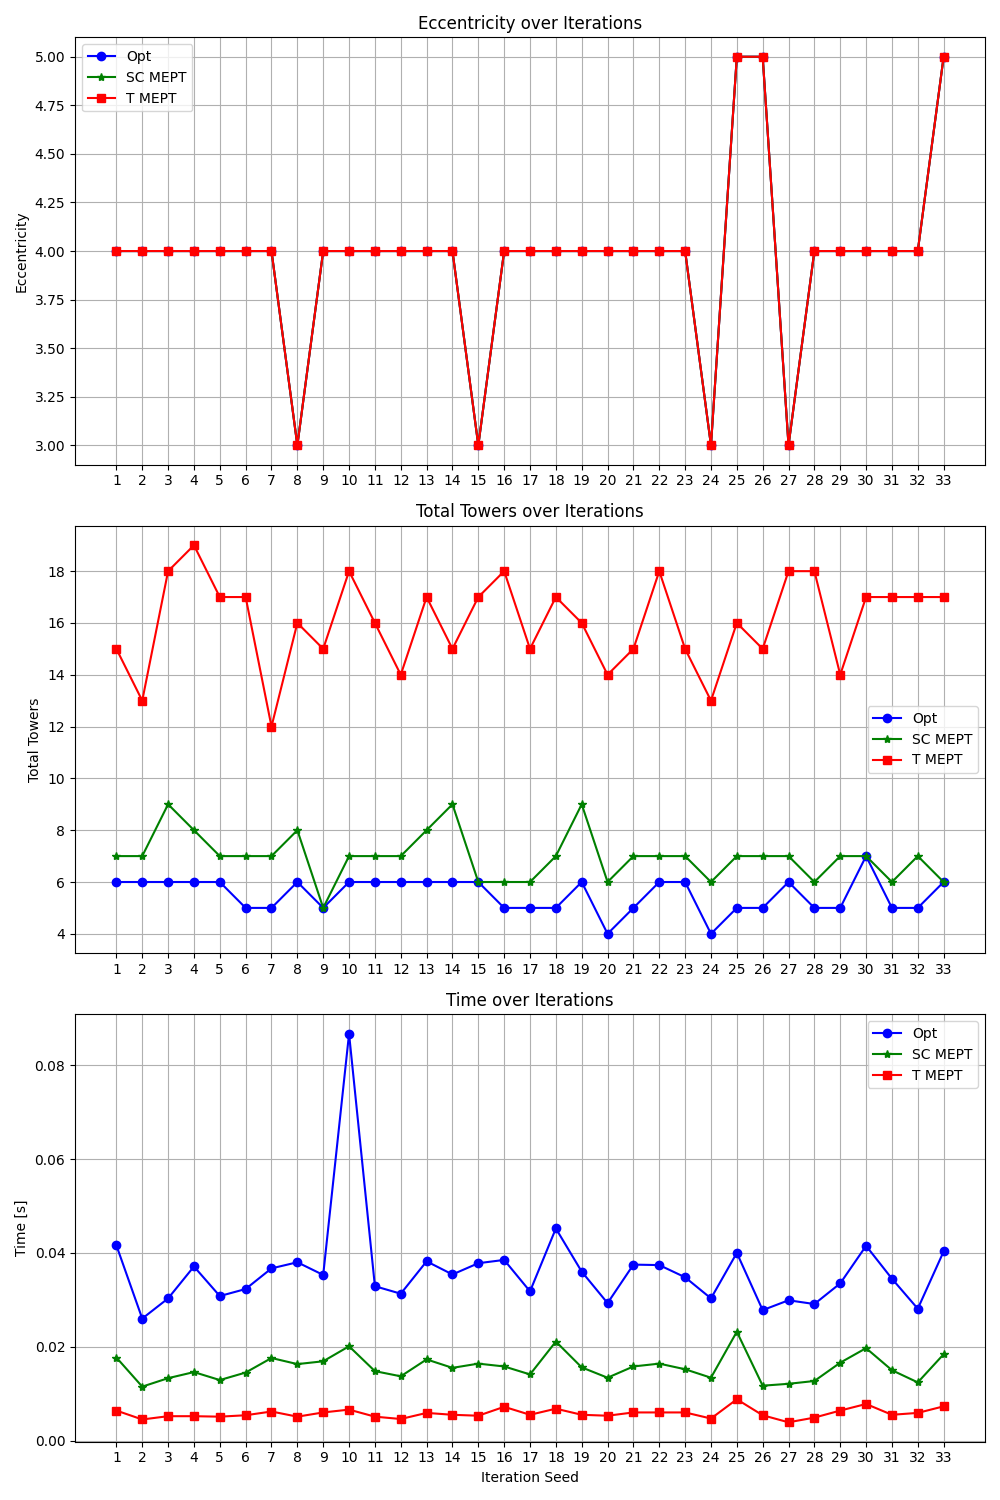 Eccentricity over Iterations
Opt
SC MEPT
T MEPT
5.00
4.75
4.50
4.25
4.00
3.75
3.50
3.25
3.00
Eccentricity
1 2 3 4 5 6 7 8 9 10 11 12 13 14 15 16 17 18 19 20 21 22 23 24 25 26 27 28 29 30 31 32 33
Total Towers over Iterations
18
16
14
12
10
8
6
4
Total Towers
Opt
SC MEPT
T MEPT
1 2 3 4 5 6 7 8 9 10 11 12 13 14 15 16 17 18 19 20 21 22 23 24 25 26 27 28 29 30 31 32 33
Time over Iterations
Opt
SC MEPT
T MEPT
0.08
0.06
0.04
0.02
0.00
Time [s]
1 2 3 4 5 6 7 8 9 10 11 12 13 14 15 16 17 18 19 20 21 22 23 24 25 26 27 28 29 30 31 32 33
Iteration Seed